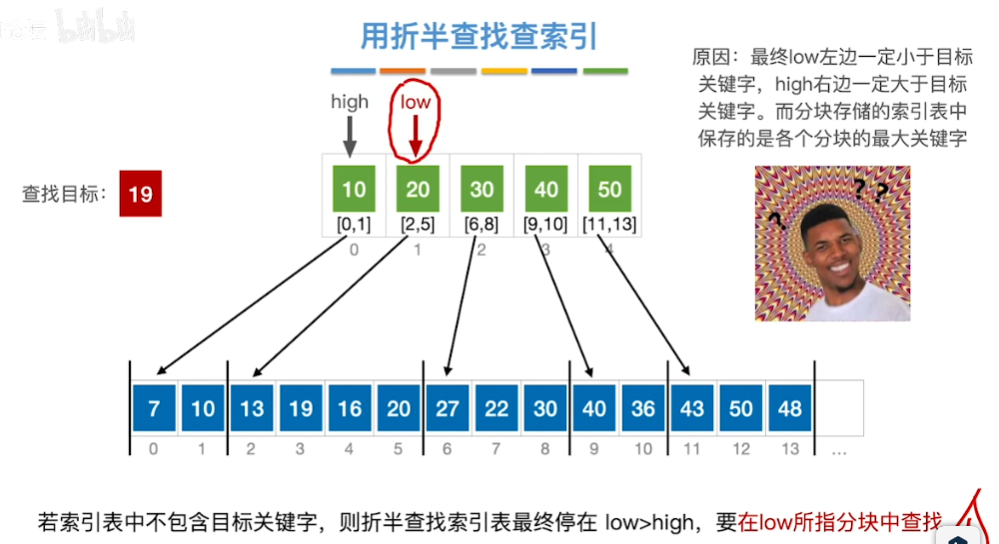 bilibili
用折半查找查索引
原因：最终low左边一定小于目标
关键字，high右边一定大于目标
关键字。而分块存储的索引表中
保存的是各个分块的最大关键字
high low
查找目标： 19
10 20 30 40 50
[0,1] [2,5] [6,8] [9,10] [11,13]
0 1 2 3 4
? ? ?
7 10 13 19 16 20 27 22 30 40 36 43 50 48
0 1 2 3 4 5 6 7 8 9 10 11 12 13 ...
若索引表中不包含目标关键字，则折半查找索引表最终停在 low>high，要在low所指分块中查找